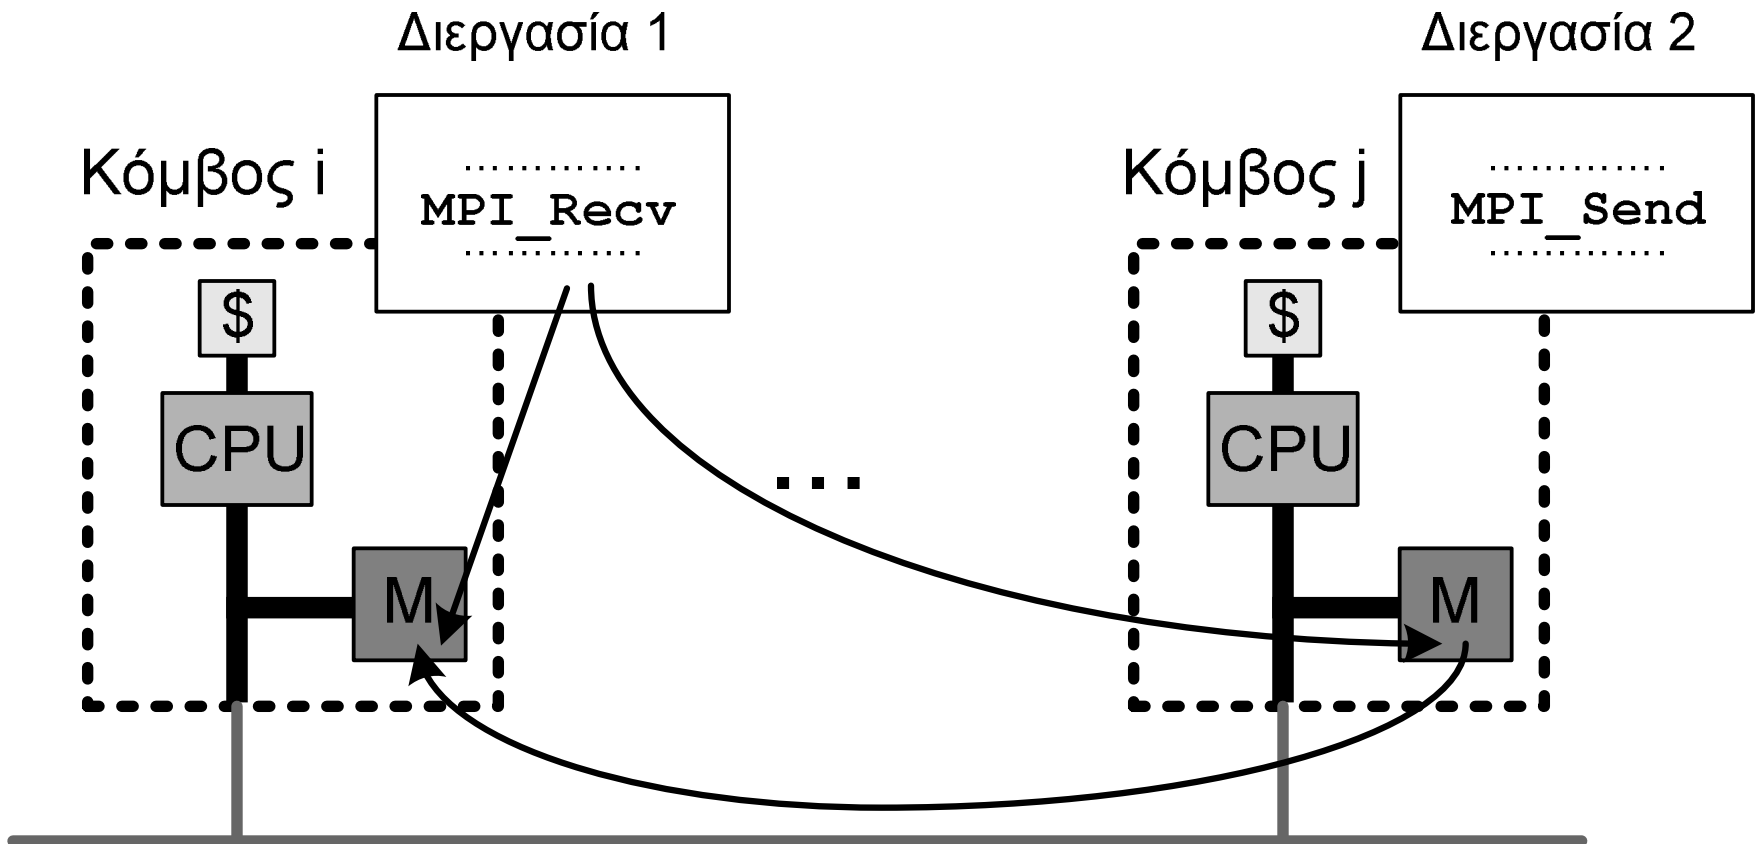 Διεργασία 1
Διεργασία 2
Κόμβος i
.............
MPI_Recv
.............
Κόμβος j
.............
MPI_Send
.............
$
$
CPU
...
CPU
M
M